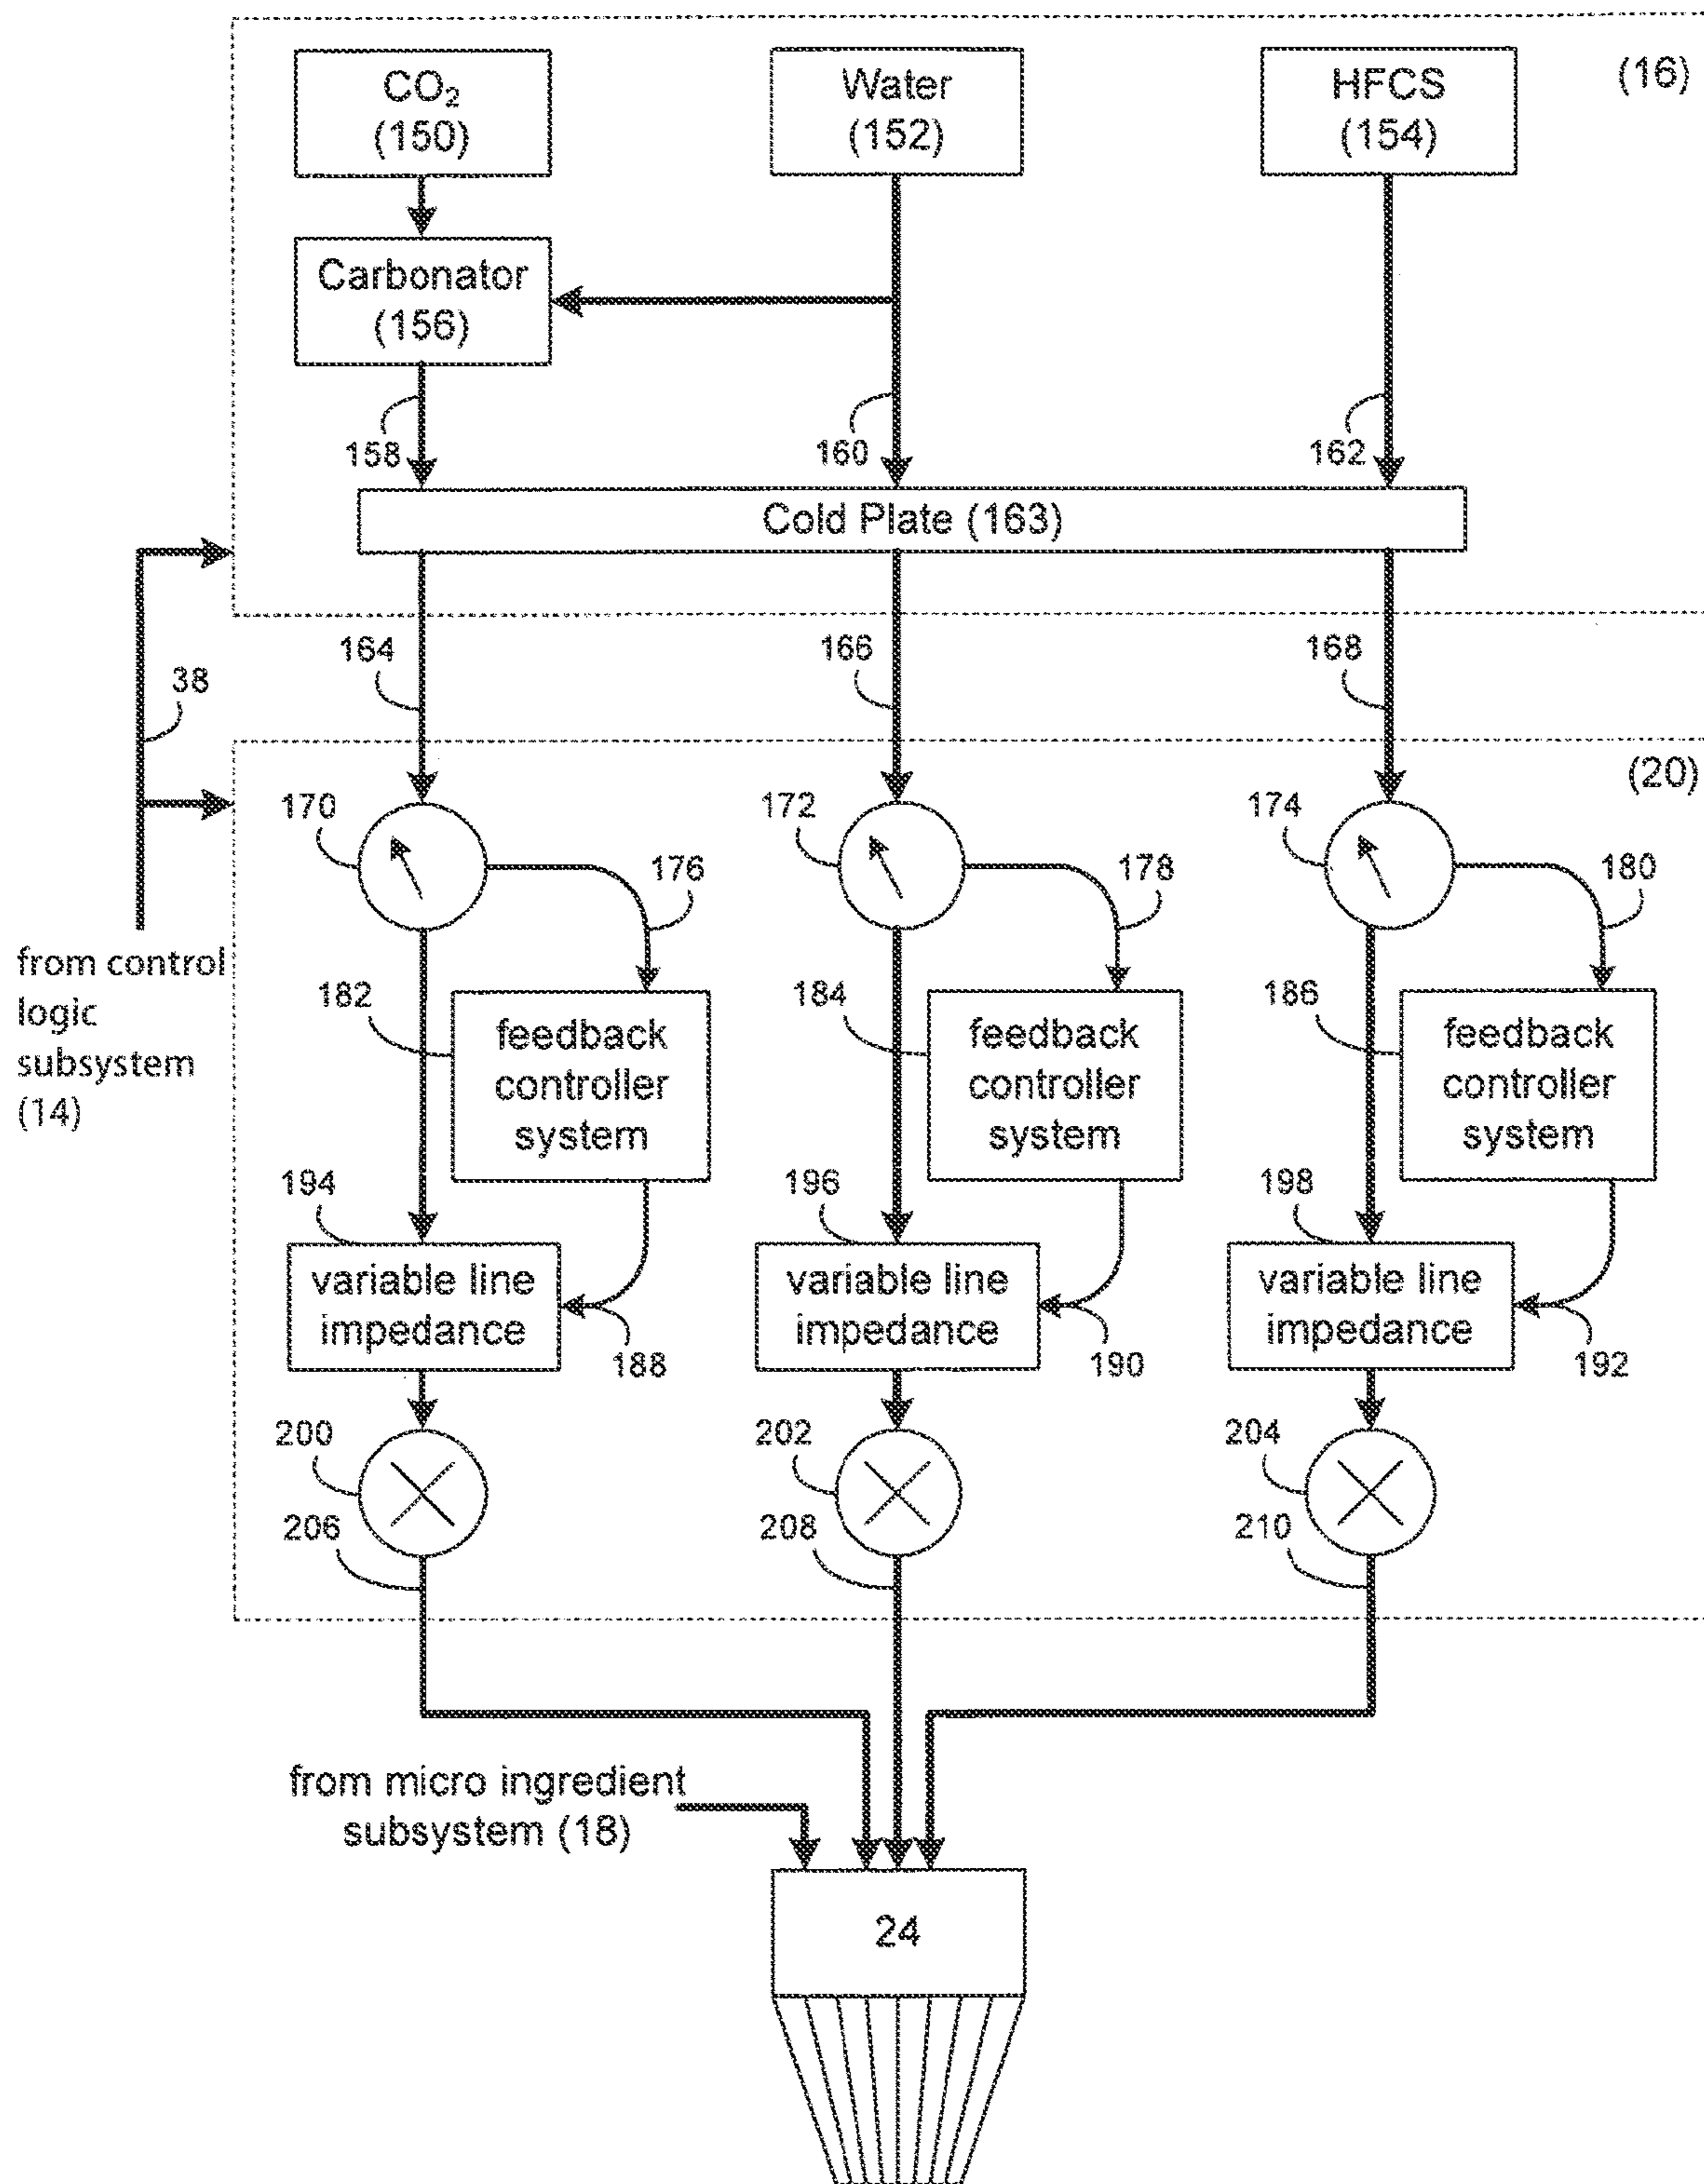 CO₂
(150)
Water
(152)
HFCS
(154)
(16)
Carbonator
(156)
158
160
162
Cold Plate (163)
164
166
168
38
(20)
170
172
174
176
178
180
from control
logic
subsystem
(14)
182
184
186
feedback
controller
system
feedback
controller
system
feedback
controller
system
194
196
198
variable line
impedance
variable line
impedance
variable line
impedance
188
190
192
200
202
204
206
208
210
from micro ingredient
subsystem (18)
24